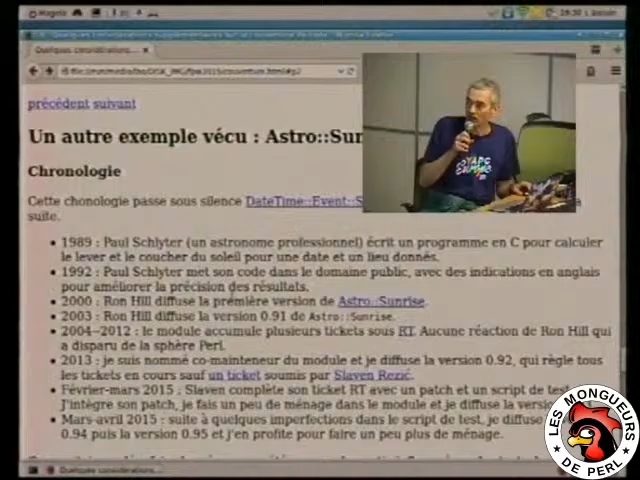 Quelques considérations...
précédent suivant
Un autre exemple vécu : Astro::Sun
Chronologie
Cette chonologie passe sous silence DateTime::Event::S
suite.
• 1989 : Paul Schlyter (un astronome professionnel) écrit un programme en C pour calculer
le lever et le coucher du soleil pour une date et un lieu donnés.
• 1992 : Paul Schlyter met son code dans le domaine public, avec des indications en anglais
pour améliorer la précision des résultats.
• 2000 : Ron Hill diffuse la première version de Astro::Sunrise.
• 2003 : Ron Hill diffuse la version 0.91 de Astro::Sunrise.
• 2004–2012 : le module accumule plusieurs tickets sous RT. Aucune réaction de Ron Hill qui
a disparu de la sphère Perl.
• 2013 : je suis nommé co-mainteneur du module et je diffuse la version 0.92, qui règle tous
les tickets en cours sauf un ticket soumis par Slaven Rezić.
• Février-mars 2015 : Slaven complète son ticket RT avec un patch et un script de test
J'intègre son patch, je fais un peu de ménage dans le module et je diffuse la version
• Mars-avril 2015 : suite à quelques imperfections dans le script de test, je diffuse
0.94 puis la version 0.95 et j'en profite pour faire un peu plus de ménage.
Quelques considérations...
LES MONGUEURS
DE PERL